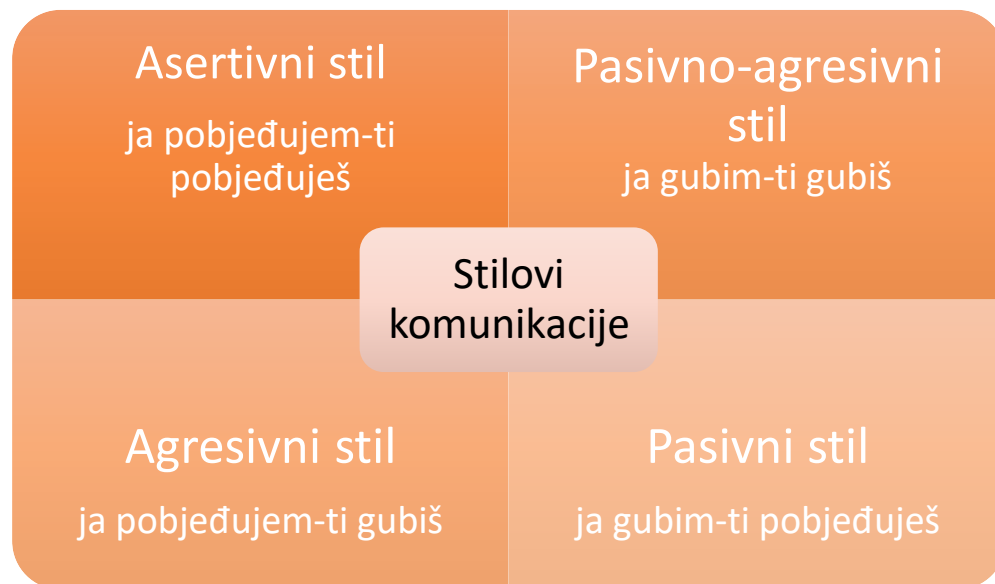 Asertivni stil
ja pobjeđujem-ti
pobjeđuješ
Pasivno-agresivni
stil
ja gubim-ti gubiš
Stilovi
komunikacije
Agresivni stil
ja pobjeđujem-ti gubiš
Pasivni stil
ja gubim-ti pobjeđuješ